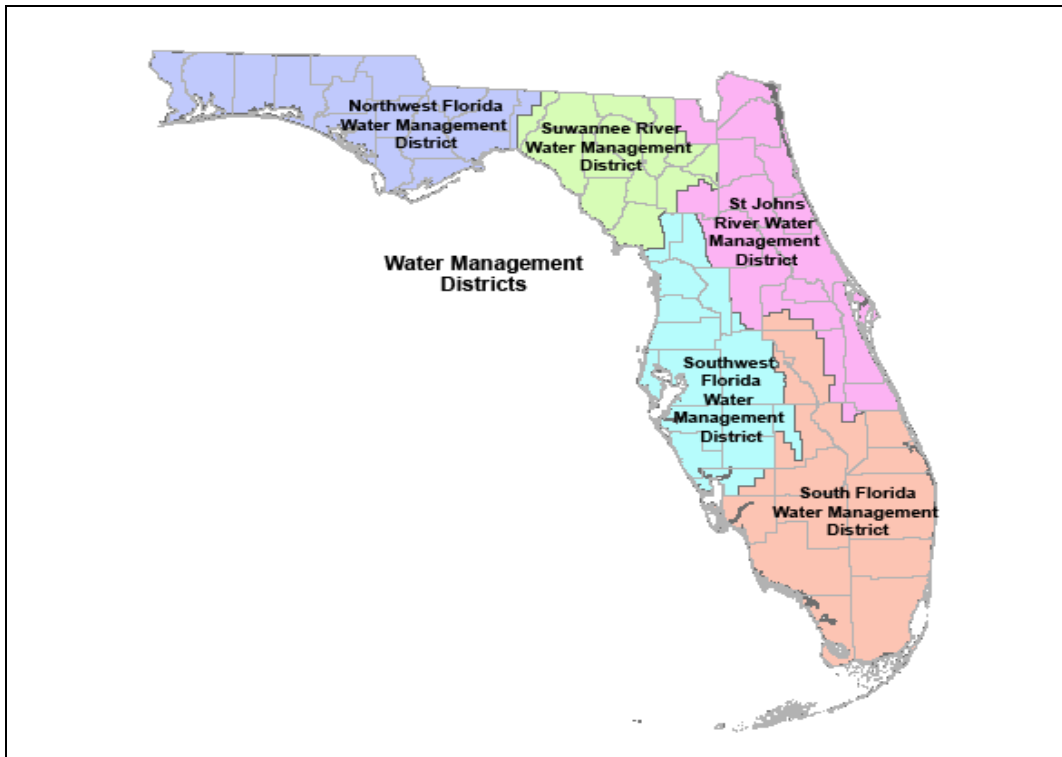 Northwest Florida
Water Management
District
Suwannee River
Water Management
District
St Johns
River Water
Management
District
Water Management
Districts
Southwest
Florida
Water
Management
District
South Florida
Water Management
District